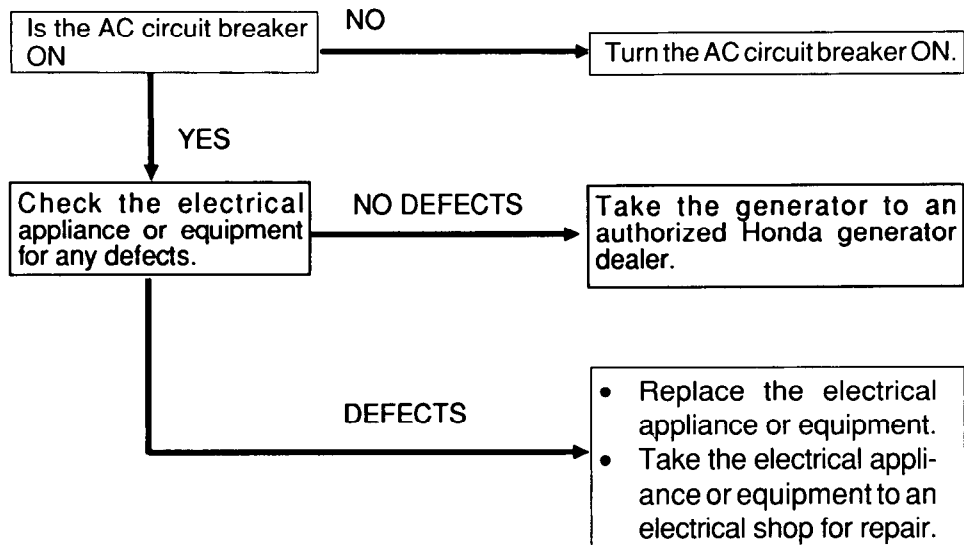 Is the AC circuit breaker
ON
NO
Turn the AC circuit breaker ON.
YES
Check the electrical
appliance or equipment
for any defects.
NO DEFECTS
Take the generator to an
authorized Honda generator
dealer.
DEFECTS
• Replace the electrical
appliance or equipment.
• Take the electrical appli-
ance or equipment to an
electrical shop for repair.